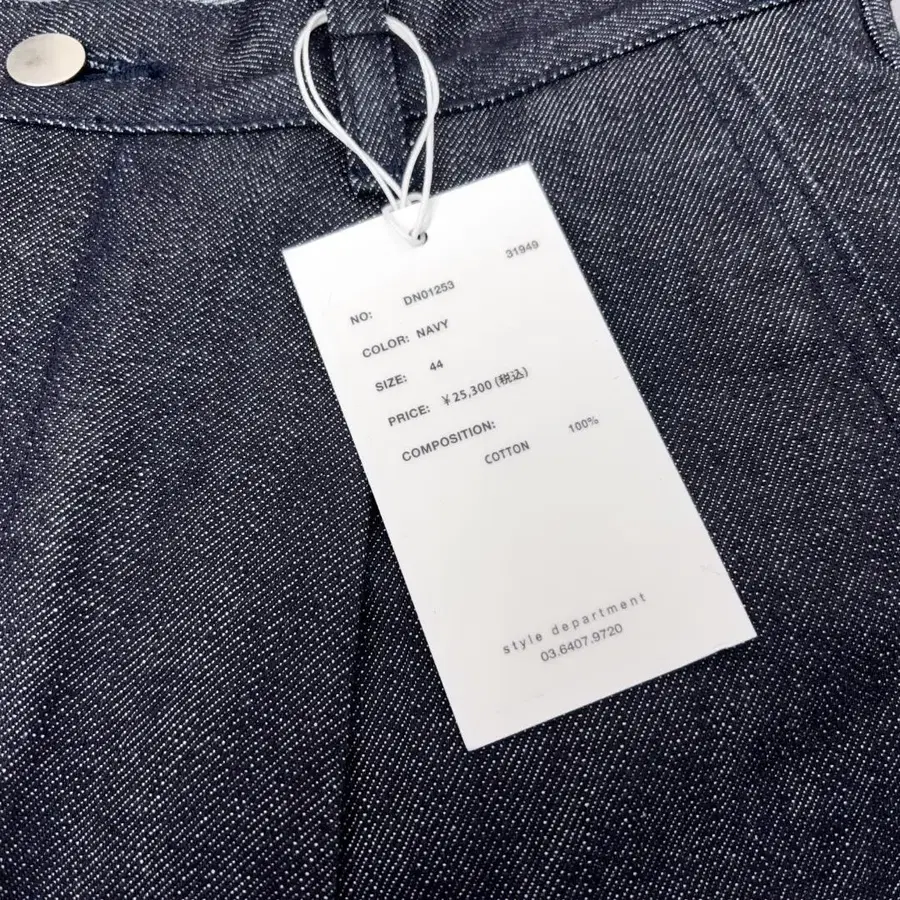 31949
NO: DN01253
COLOR: NAVY
SIZE: 44
PRICE: ¥25,300(税込)
COMPOSITION:
COTTON 100%
style department
03.6407.9720